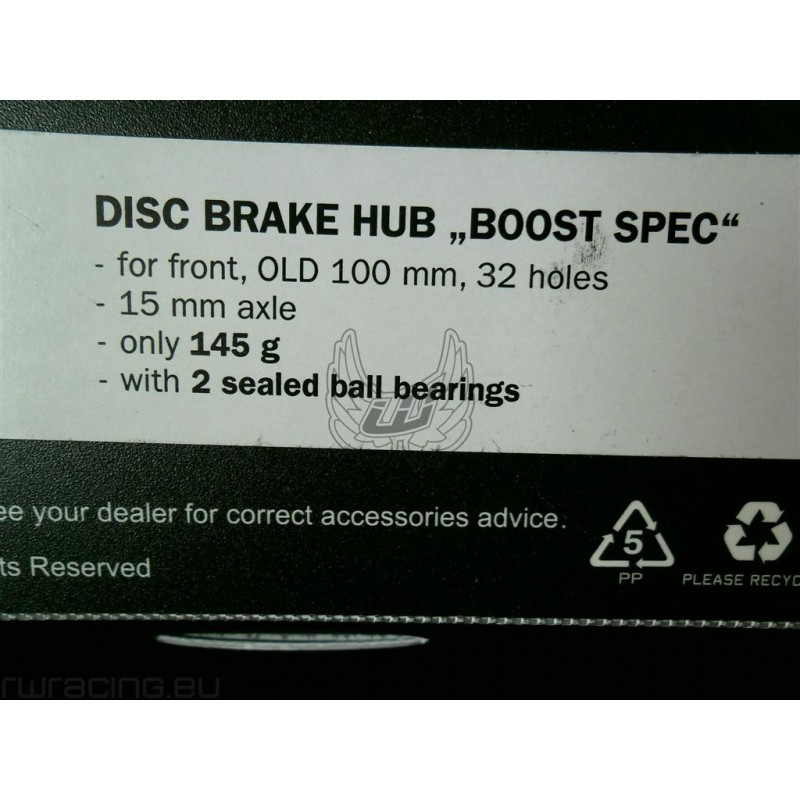 DISC BRAKE HUB „BOOST SPEC“
- for front, OLD 100 mm, 32 holes
- 15 mm axle
- only 145 g
- with 2 sealed ball bearings
ee your dealer for correct accessories advice.
ts Reserved
5
PP
PLEASE RECYC
rwracing.eu